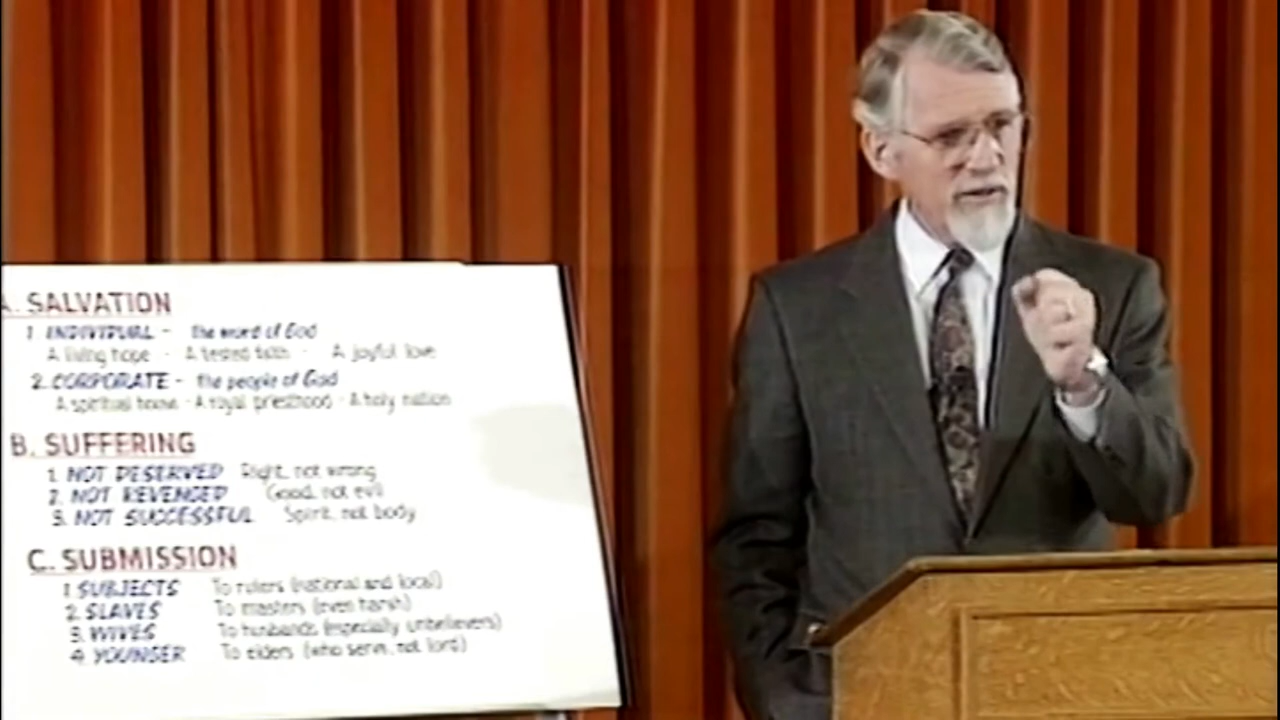 A. SALVATION
1. INDIVIDUAL - the word of God
A living hope - A tested faith - A joyful love
2. CORPORATE - the people of God
A spiritual house - A royal priesthood - A holy nation
B. SUFFERING
1. NOT DESERVED Right, not wrong
2. NOT REVENGED Good, not evil
3. NOT SUCCESSFUL Spirit, not body
C. SUBMISSION
1 SUBJECTS To rulers (national and local)
2. SLAVES To masters (even harsh)
3. WIVES To husbands (especially unbelievers)
4. YOUNGER To elders (who serve, not lord)